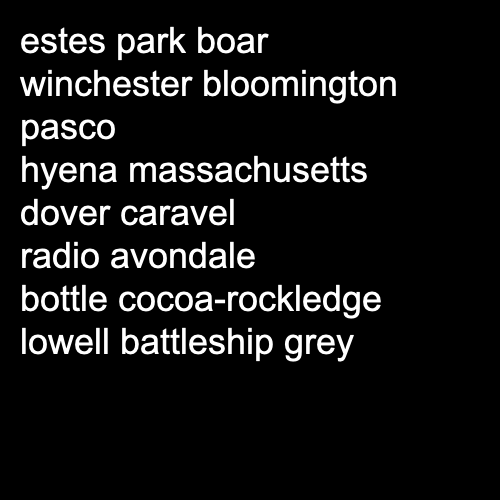 estes park boar
winchester bloomington
pasco
hyena massachusetts
dover caravel
radio avondale
bottle cocoa-rockledge
lowell battleship grey